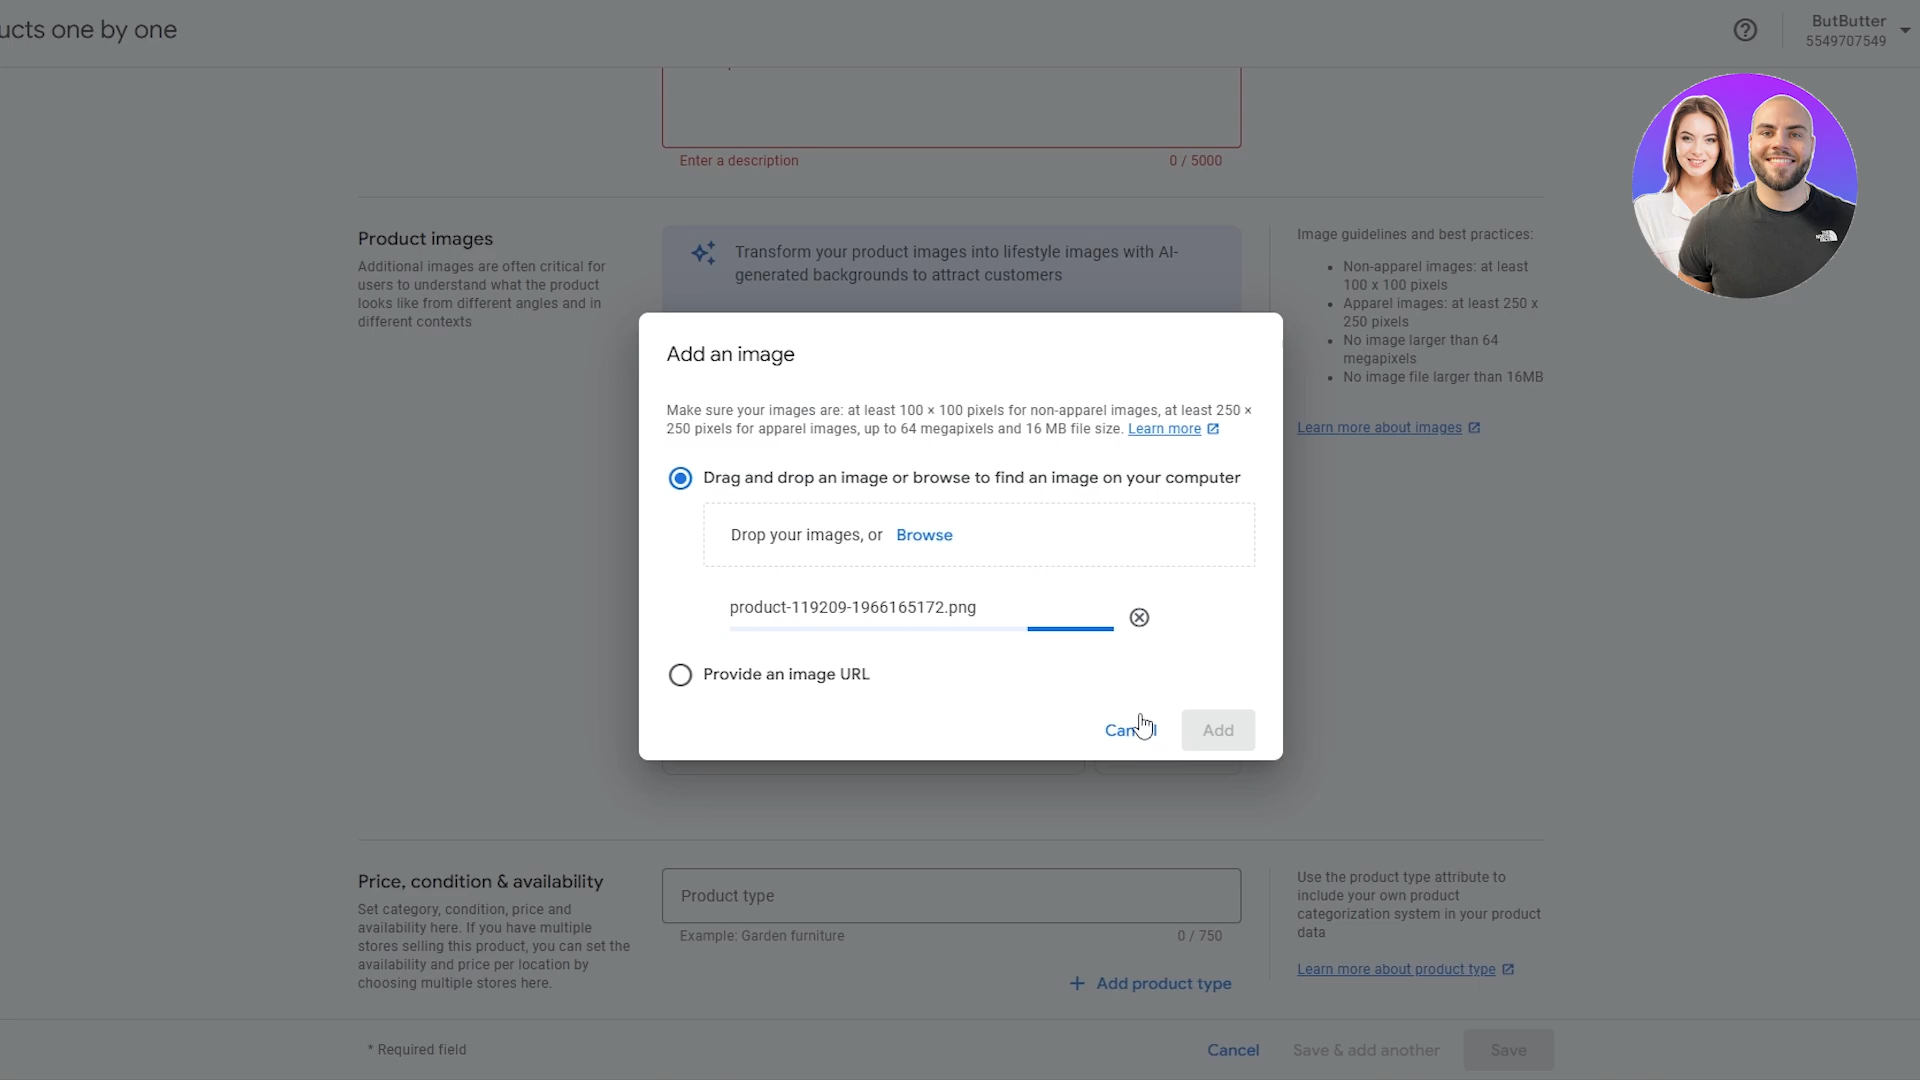 ucts one by one
ButButter
5549707549
Enter a description
0 / 5000
Product images
Additional images are often critical for
users to understand what the product
looks like from different angles and in
different contexts
Transform your product images into lifestyle images with AI-
generated backgrounds to attract customers
Image guidelines and best practices:
• Non-apparel images: at least
100 x 100 pixels
• Apparel images: at least 250 x
250 pixels
• No image larger than 64
megapixels
• No image file larger than 16MB
Learn more about images
Add an image
Make sure your images are: at least 100 × 100 pixels for non-apparel images, at least 250 ×
250 pixels for apparel images, up to 64 megapixels and 16 MB file size. Learn more
Drag and drop an image or browse to find an image on your computer
Drop your images, or Browse
product-119209-1966165172.png
Provide an image URL
Cancel
Add
Price, condition & availability
Set category, condition, price and
availability here. If you have multiple
stores selling this product, you can set the
availability and price per location by
choosing multiple stores here.
Product type
Example: Garden furniture
0 / 750
+ Add product type
Use the product type attribute to
include your own product
categorization system in your product
data
Learn more about product type
* Required field
Cancel
Save & add another
Save